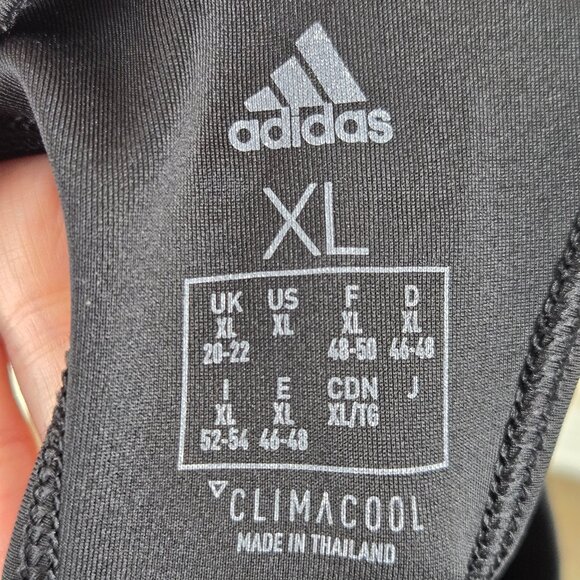 adidas
XL
UK US F D
XL XL XL XL
20-22 48-50 46-48
I E CDN J
XL XL XL/TG
52-54 46-48
CLIMACOOL
MADE IN THAILAND